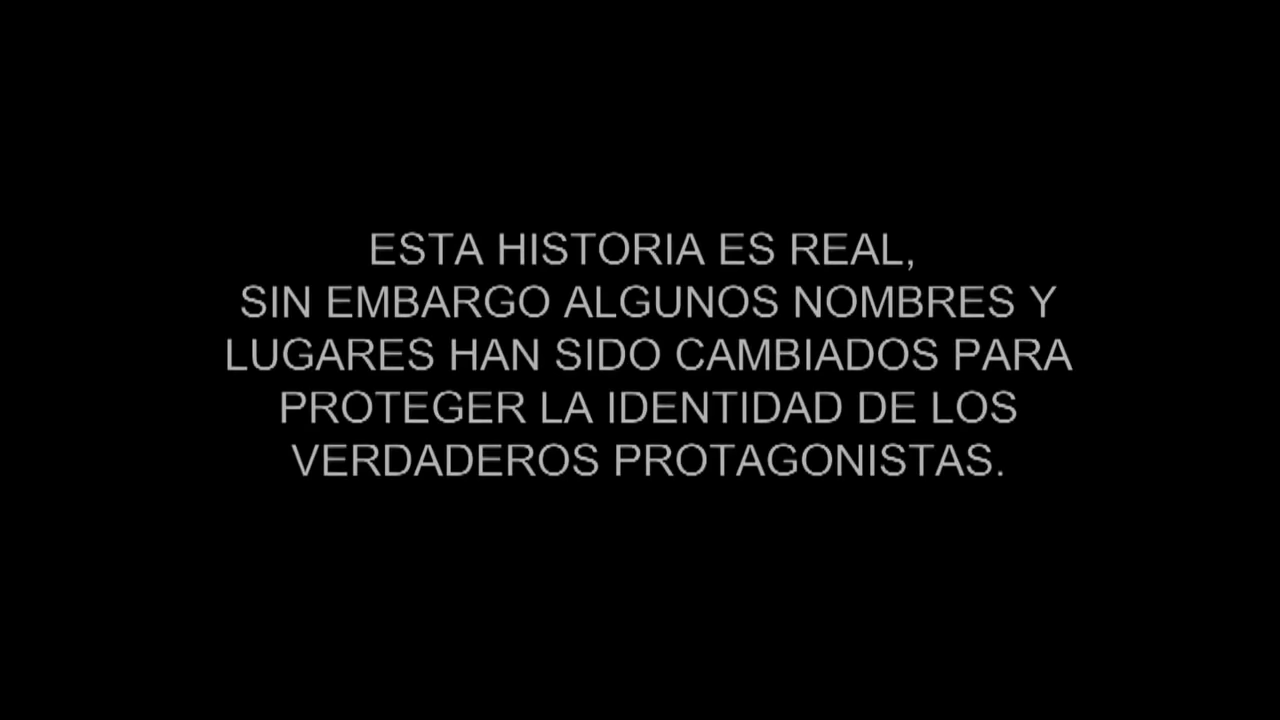 ESTA HISTORIA ES REAL,
SIN EMBARGO ALGUNOS NOMBRES Y
LUGARES HAN SIDO CAMBIADOS PARA
PROTEGER LA IDENTIDAD DE LOS
VERDADEROS PROTAGONISTAS.